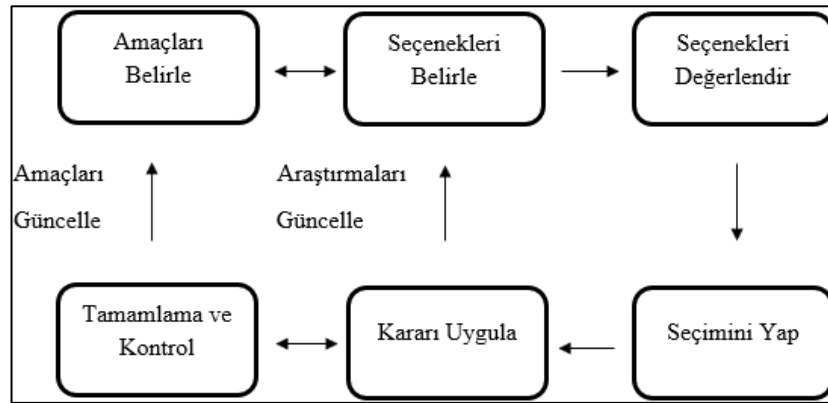 Amaçları
Belirle
Seçenekleri
Belirle
Seçenekleri
Değerlendir
Amaçları
Güncelle
Araştırmaları
Güncelle
Tamamlama ve
Kontrol
Kararı Uygula
Seçimini Yap